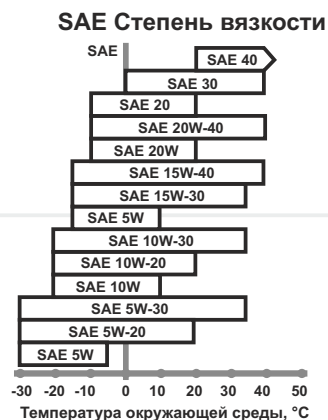 SAE Степень вязкости
SAE
SAE 40
SAE 30
SAE 20
SAE 20W-40
SAE 20W
SAE 15W-40
SAE 15W-30
SAE 5W
SAE 10W-30
SAE 10W-20
SAE 10W
SAE 5W-30
SAE 5W-20
SAE 5W
-30 -20 -10 0 10 20 30 40 50
Температура окружающей среды, °C